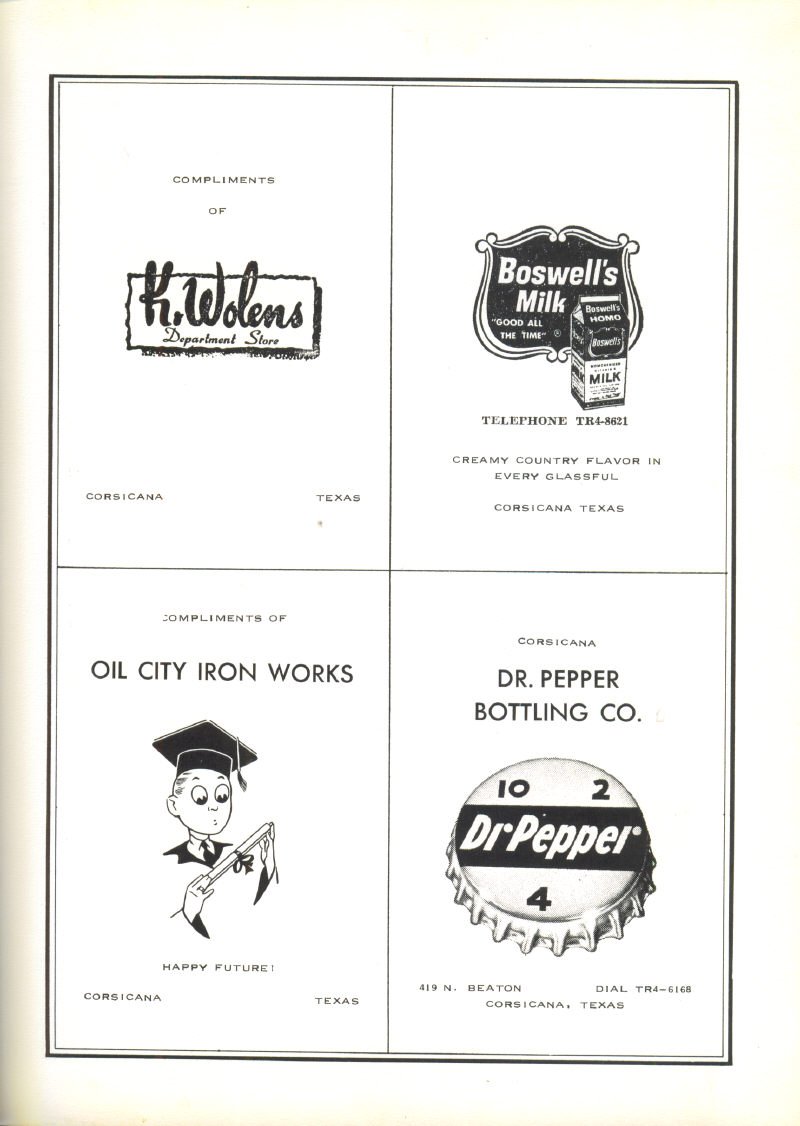 COMPLIMENTS
OF
K. Wolens
Department Store
CORSICANA TEXAS
Boswell's
Milk
"GOOD ALL
THE TIME"
Boswell's
HOMO
Boswell's
MILK
TELEPHONE TR4-8621
CREAMY COUNTRY FLAVOR IN
EVERY GLASSFUL
CORSICANA TEXAS
COMPLIMENTS OF
OIL CITY IRON WORKS
HAPPY FUTURE!
CORSICANA TEXAS
CORSICANA
DR. PEPPER
BOTTLING CO.
10 2
Dr Pepper®
4
419 N. BEATON DIAL TR4-6168
CORSICANA, TEXAS